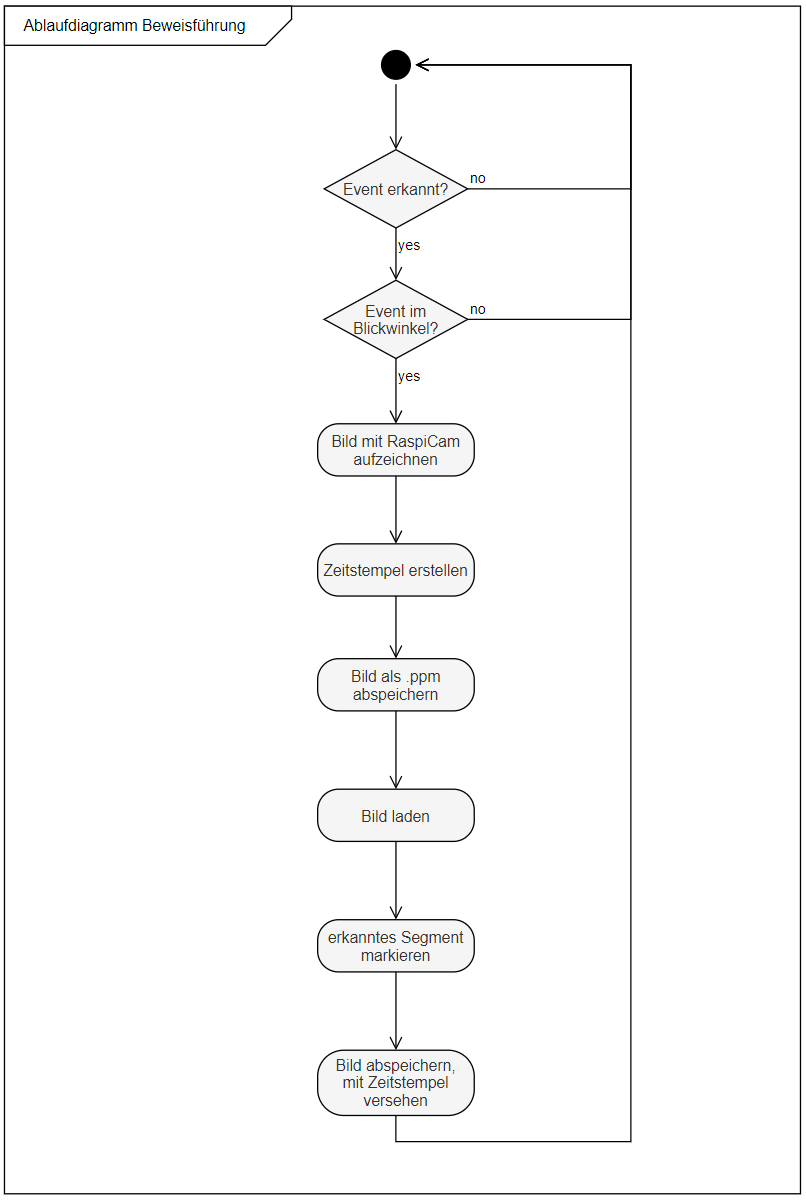 Ablaufdiagramm Beweisführung
Event erkannt?
no
yes
Event im
Blickwinkel?
no
yes
Bild mit RaspiCam
aufzeichnen
Zeitstempel erstellen
Bild als .ppm
abspeichern
Bild laden
erkanntes Segment
markieren
Bild abspeichern,
mit Zeitstempel
versehen